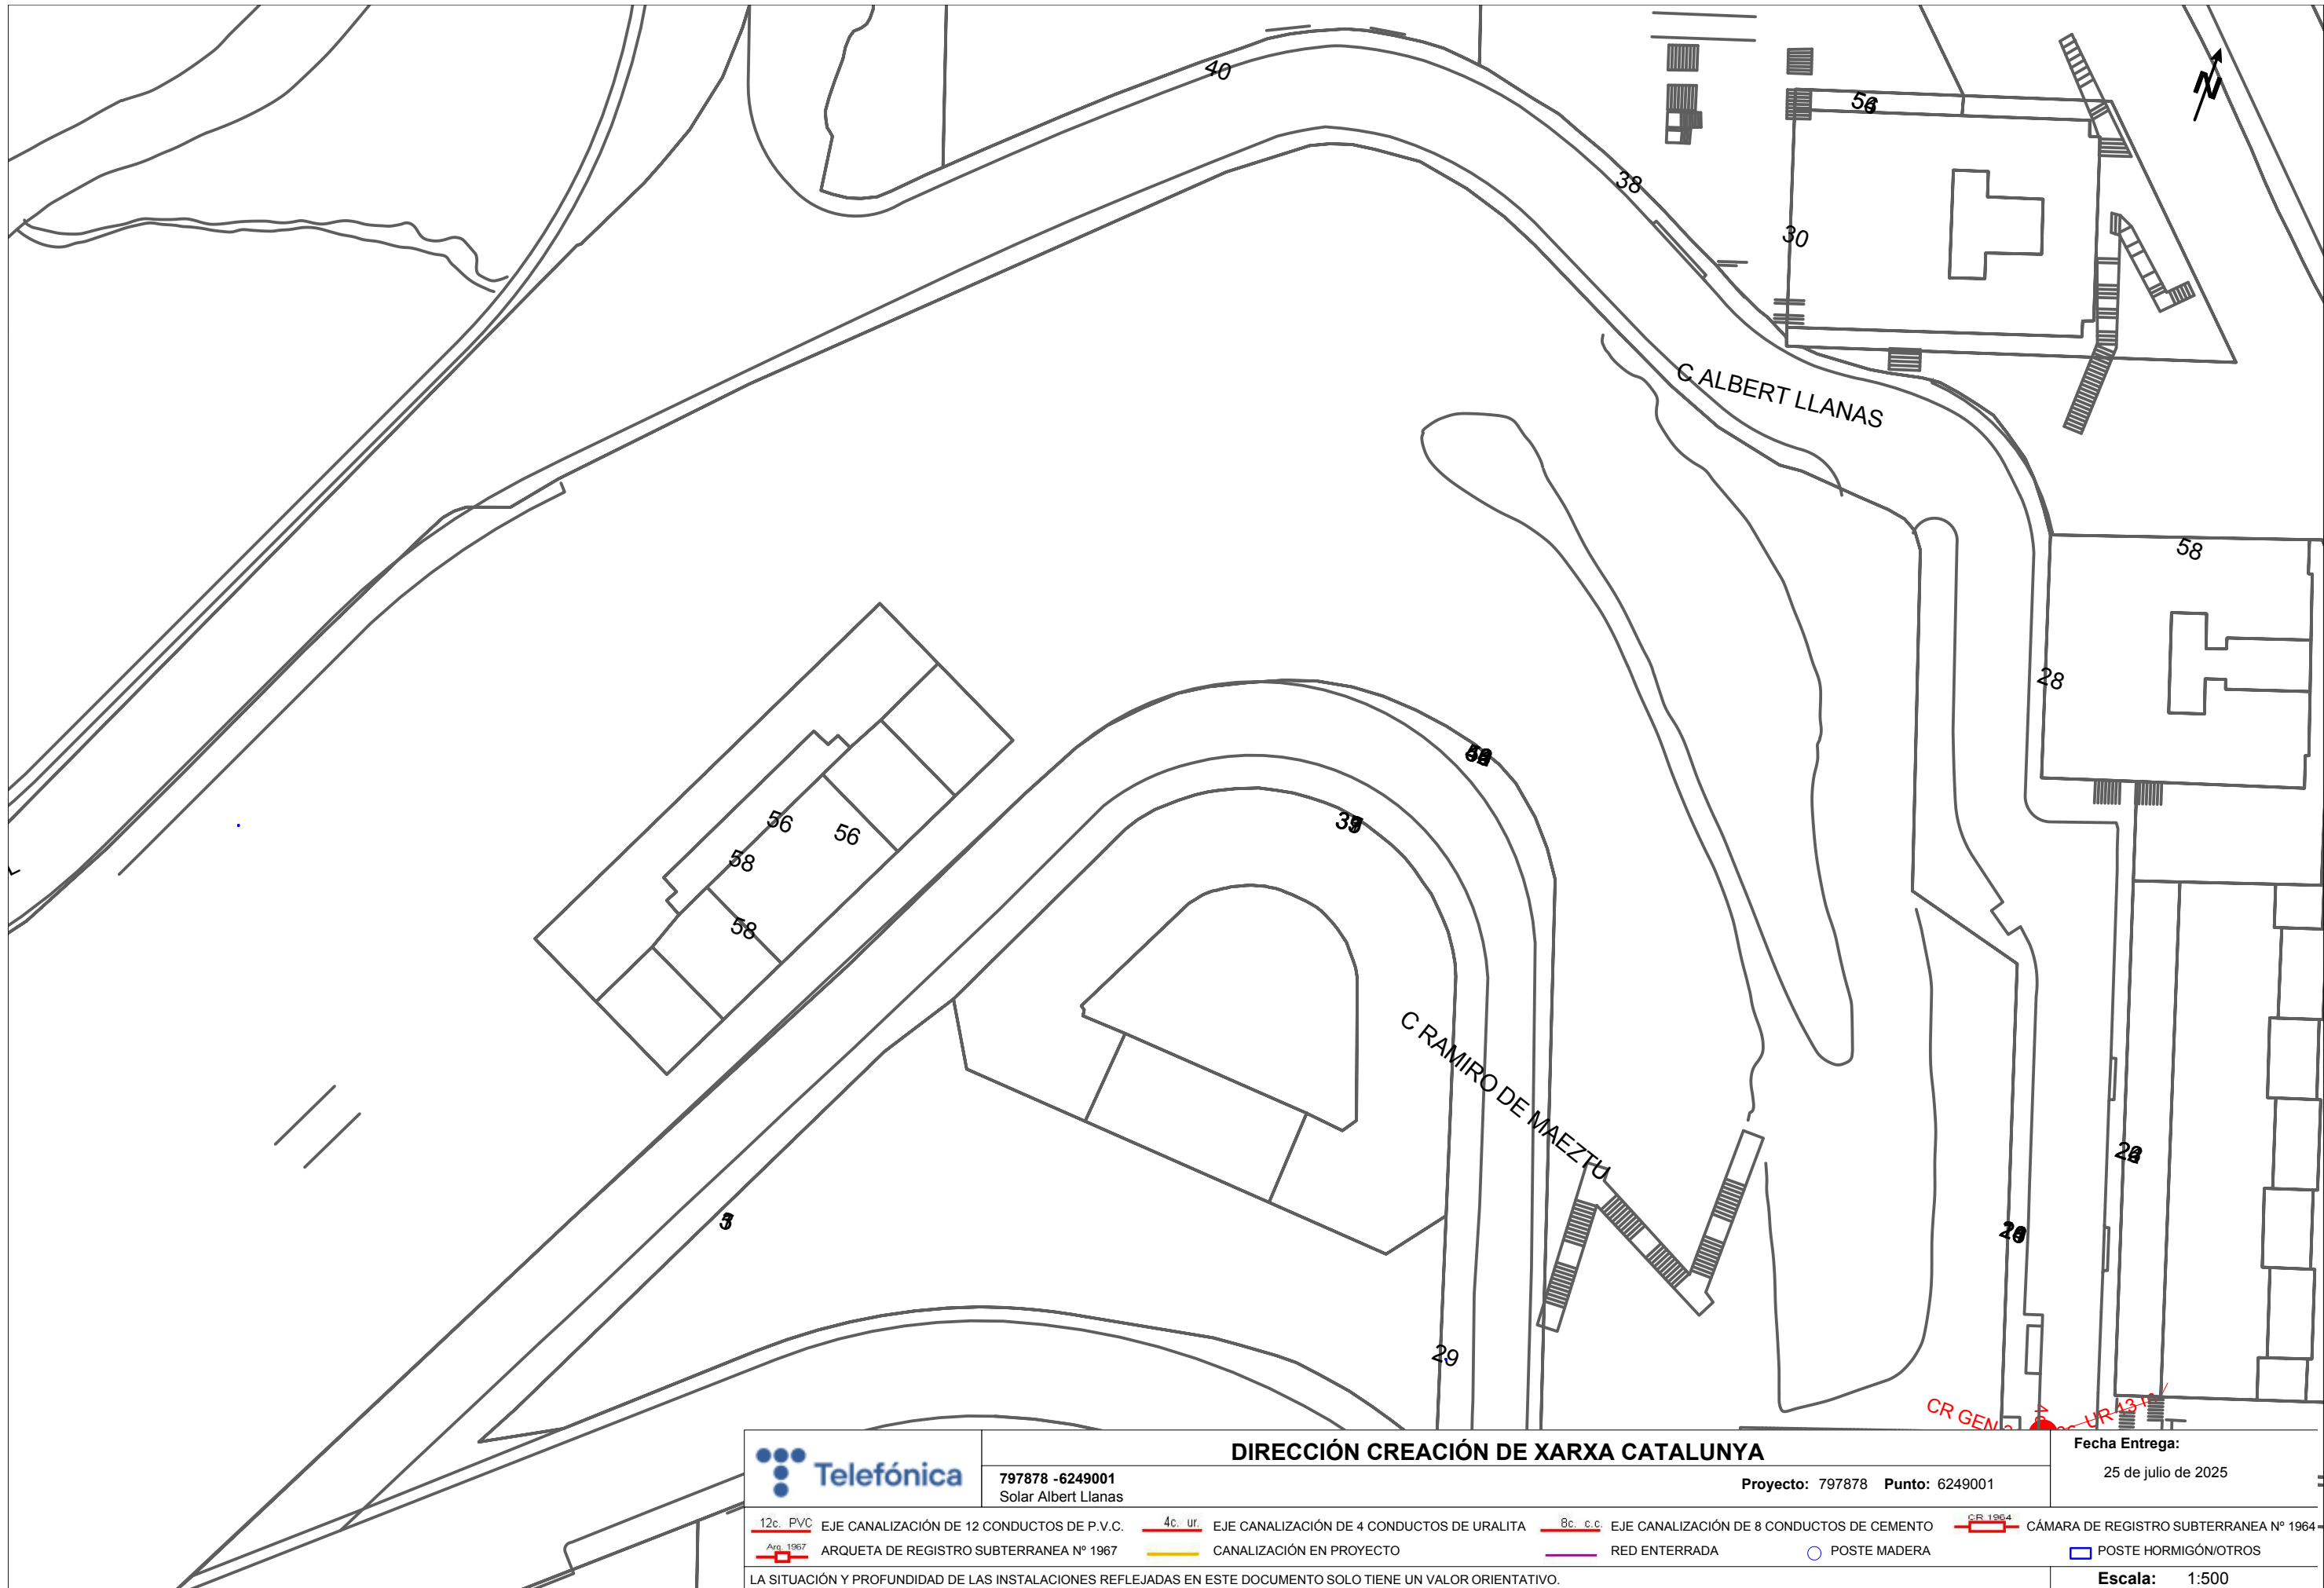 40
56
N
38
30
C ALBERT LLANAS
58
28
56
56
58
58
C RAMIRO DE MAEZTU
29
CR GEN
UR 13
Telefónica
DIRECCIÓN CREACIÓN DE XARXA CATALUNYA
797878 -6249001
Solar Albert Llanas
Proyecto: 797878 Punto: 6249001
Fecha Entrega:
25 de julio de 2025
12c. PVC EJE CANALIZACIÓN DE 12 CONDUCTOS DE P.V.C.
4c. ur. EJE CANALIZACIÓN DE 4 CONDUCTOS DE URALITA
8c. c.c. EJE CANALIZACIÓN DE 8 CONDUCTOS DE CEMENTO
CR 1964 CÁMARA DE REGISTRO SUBTERRANEA Nº 1964
Arq. 1967 ARQUETA DE REGISTRO SUBTERRANEA Nº 1967
CANALIZACIÓN EN PROYECTO
RED ENTERRADA
POSTE MADERA
POSTE HORMIGÓN/OTROS
LA SITUACIÓN Y PROFUNDIDAD DE LAS INSTALACIONES REFLEJADAS EN ESTE DOCUMENTO SOLO TIENE UN VALOR ORIENTATIVO.
Escala: 1:500